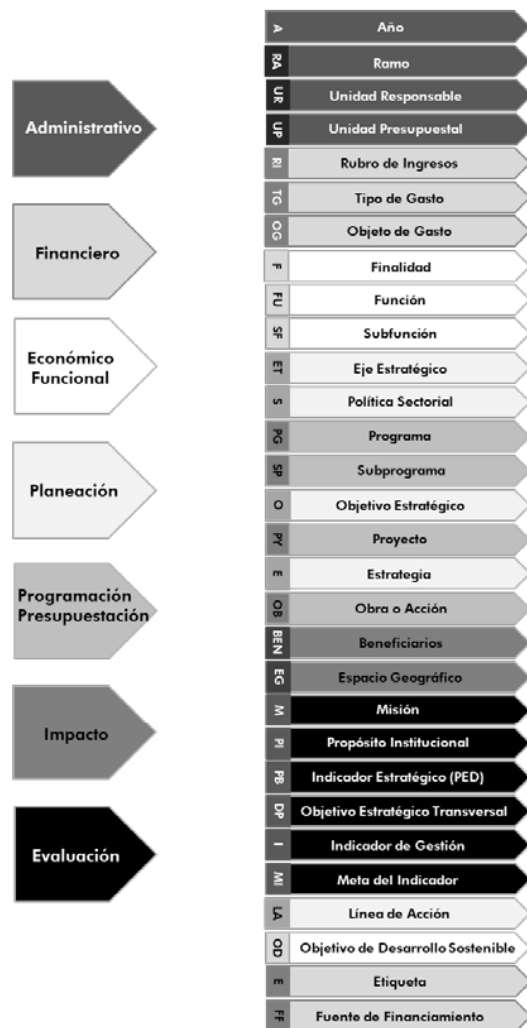 Administrativo
Financiero
Económico
Funcional
Planeación
Programación
Presupuestación
Impacto
Evaluación
A Año
RA Ramo
UR Unidad Responsable
UP Unidad Presupuestal
RI Rubro de Ingresos
TG Tipo de Gasto
OG Objeto de Gasto
F Finalidad
FU Función
SF Subfunción
ET Eje Estratégico
S Política Sectorial
PG Programa
SP Subprograma
O Objetivo Estratégico
PY Proyecto
E Estrategia
OB Obra o Acción
BEN Beneficiarios
EG Espacio Geográfico
M Misión
PI Propósito Institucional
PB Indicador Estratégico (PED)
DP Objetivo Estratégico Transversal
I Indicador de Gestión
MI Meta del Indicador
LA Línea de Acción
OD Objetivo de Desarrollo Sostenible
E Etiqueta
FF Fuente de Financiamiento